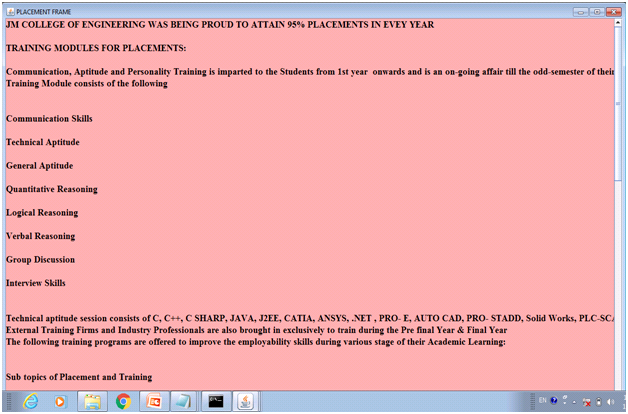 PLACEMENT FRAME
JM COLLEGE OF ENGINEERING WAS BEING PROUD TO ATTAIN 95% PLACEMENTS IN EVEY YEAR
TRAINING MODULES FOR PLACEMENTS:
Communication, Aptitude and Personality Training is imparted to the Students from 1st year onwards and is an on-going affair till the odd-semester of their
Training Module consists of the following
Communication Skills
Technical Aptitude
General Aptitude
Quantitative Reasoning
Logical Reasoning
Verbal Reasoning
Group Discussion
Interview Skills
Technical aptitude session consists of C, C++, C SHARP, JAVA, J2EE, CATIA, ANSYS, .NET , PRO- E, AUTO CAD, PRO- STADD, Solid Works, PLC-SCA
External Training Firms and Industry Professionals are also brought in exclusively to train during the Pre final Year & Final Year
The following training programs are offered to improve the employability skills during various stage of their Academic Learning:
Sub topics of Placement and Training
EN